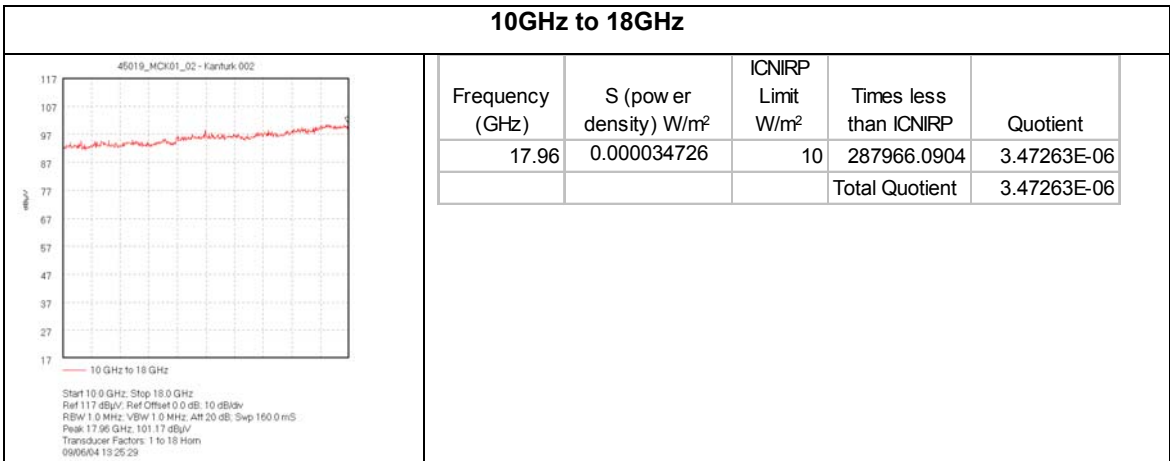 10GHz to 18GHz
45019_MCK01_02 - Kanturk 002
117
107
97
87
77
67
57
47
37
27
17
dBµV
10 GHz to 18 GHz
Start 10.0 GHz; Stop 18.0 GHz
Ref 117 dBµV; Ref Offset 0.0 dB; 10 dB/div
RBW 1.0 MHz; VBW 1.0 MHz; Att 20 dB; Swp 160.0 mS
Peak 17.96 GHz, 101.17 dBµV
Transducer Factors: 1 to 18 Horn
09/06/04 13:25:29
Frequency (GHz) S (pow er density) W/m² ICNIRP Limit W/m² Times less than ICNIRP Quotient
17.96 0.000034726 10 287966.0904 3.47263E-06
Total Quotient 3.47263E-06